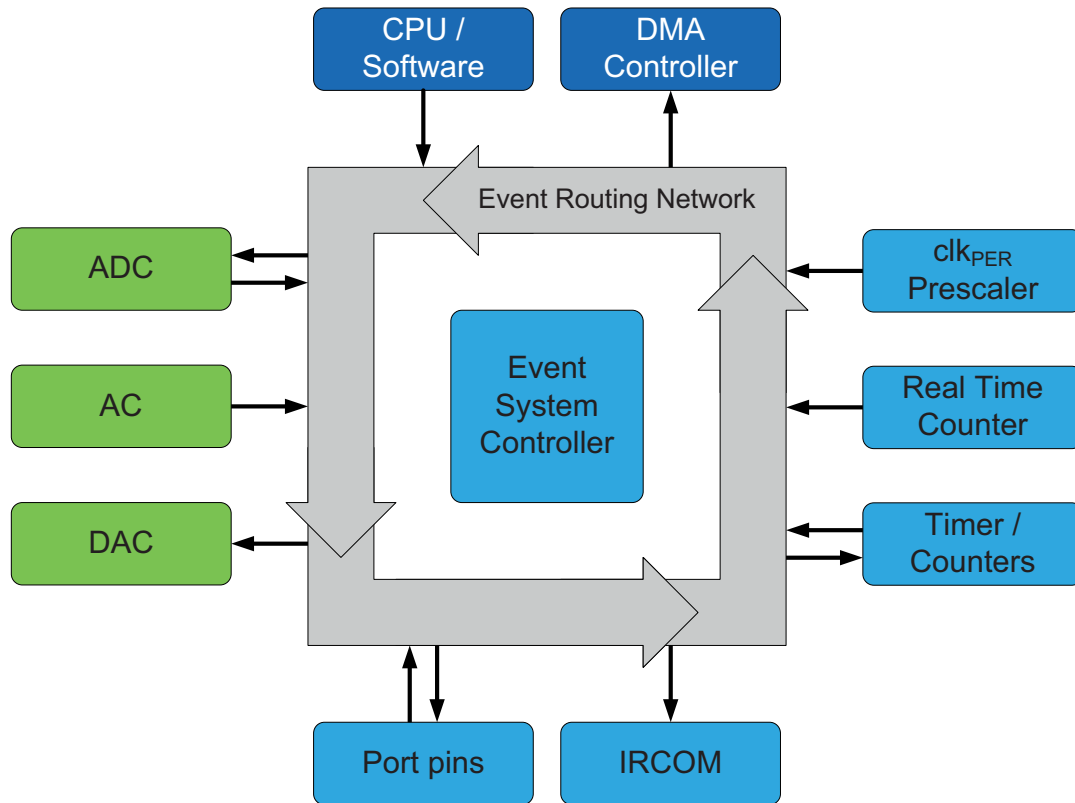 CPU /
Software
DMA
Controller
Event Routing Network
ADC
clkPER
Prescaler
Event
System
Controller
AC
Real Time
Counter
DAC
Timer /
Counters
Port pins
IRCOM